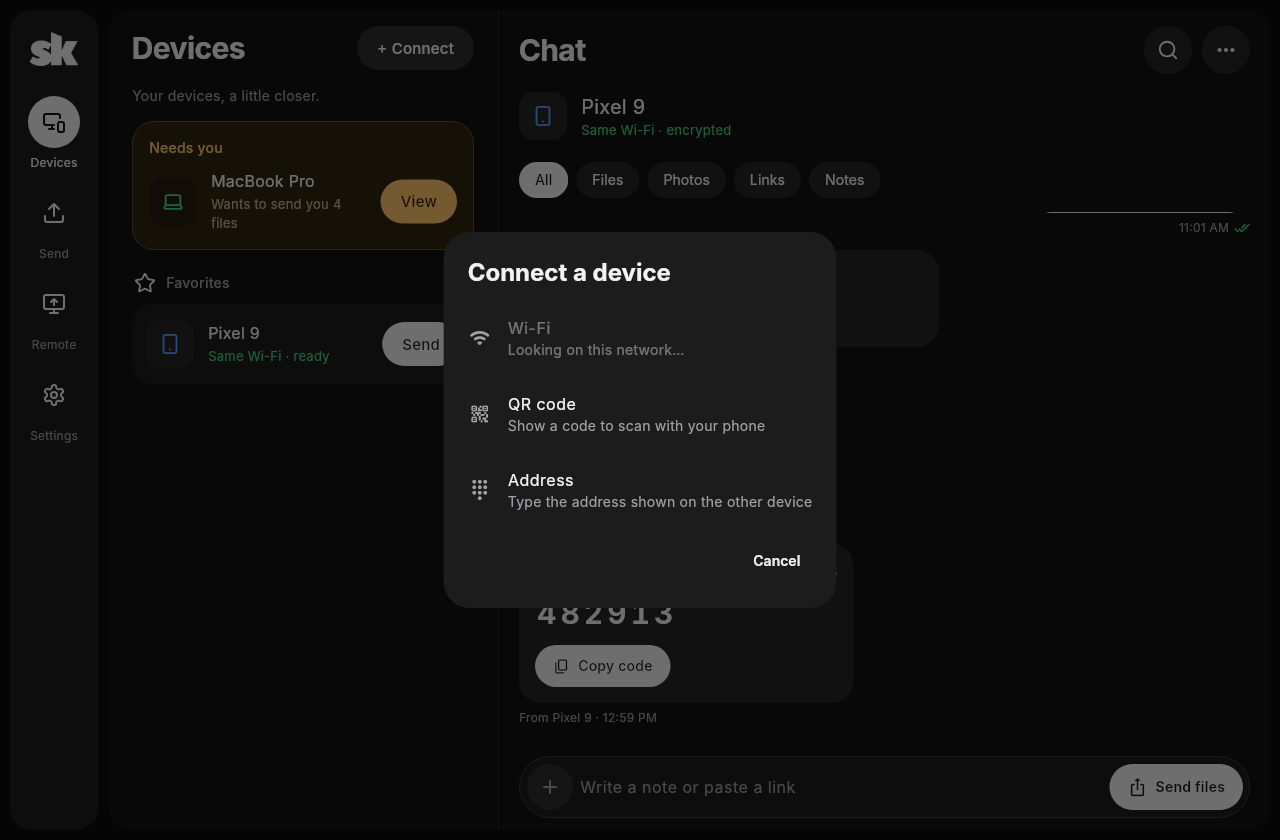 sk
Devices
Send
Remote
Settings
Devices
+ Connect
Your devices, a little closer.
Needs you
MacBook Pro
Wants to send you 4
files
View
Favorites
Pixel 9
Same Wi-Fi · ready
Send
Chat
Pixel 9
Same Wi-Fi · encrypted
All
Files
Photos
Links
Notes
11:01 AM
Connect a device
Wi-Fi
Looking on this network...
QR code
Show a code to scan with your phone
Address
Type the address shown on the other device
Cancel
482913
Copy code
From Pixel 9 · 12:59 PM
Write a note or paste a link
Send files